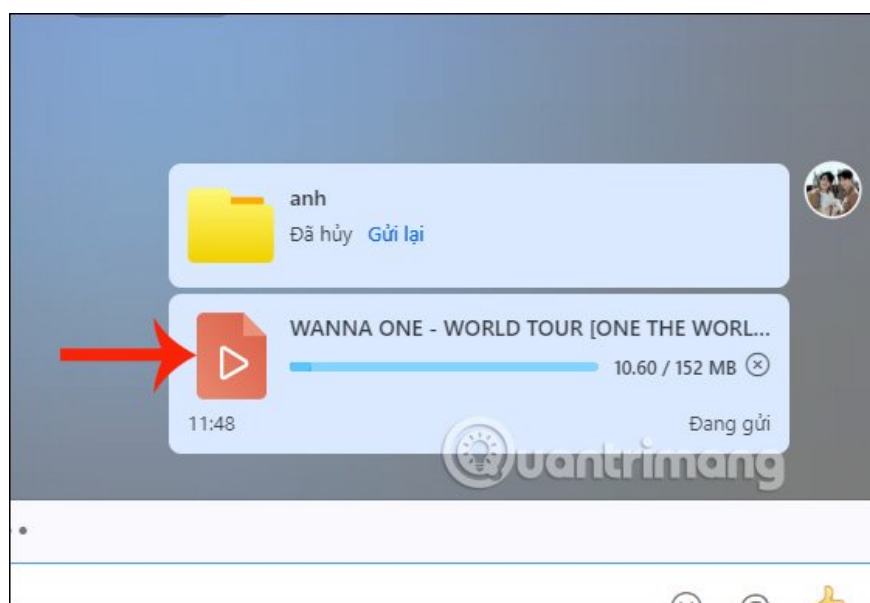 anh
Đã hủy Gửi lại
WANNA ONE - WORLD TOUR [ONE THE WORL...
10.60 / 152 MB
11:48 Đang gửi
Quantrimang